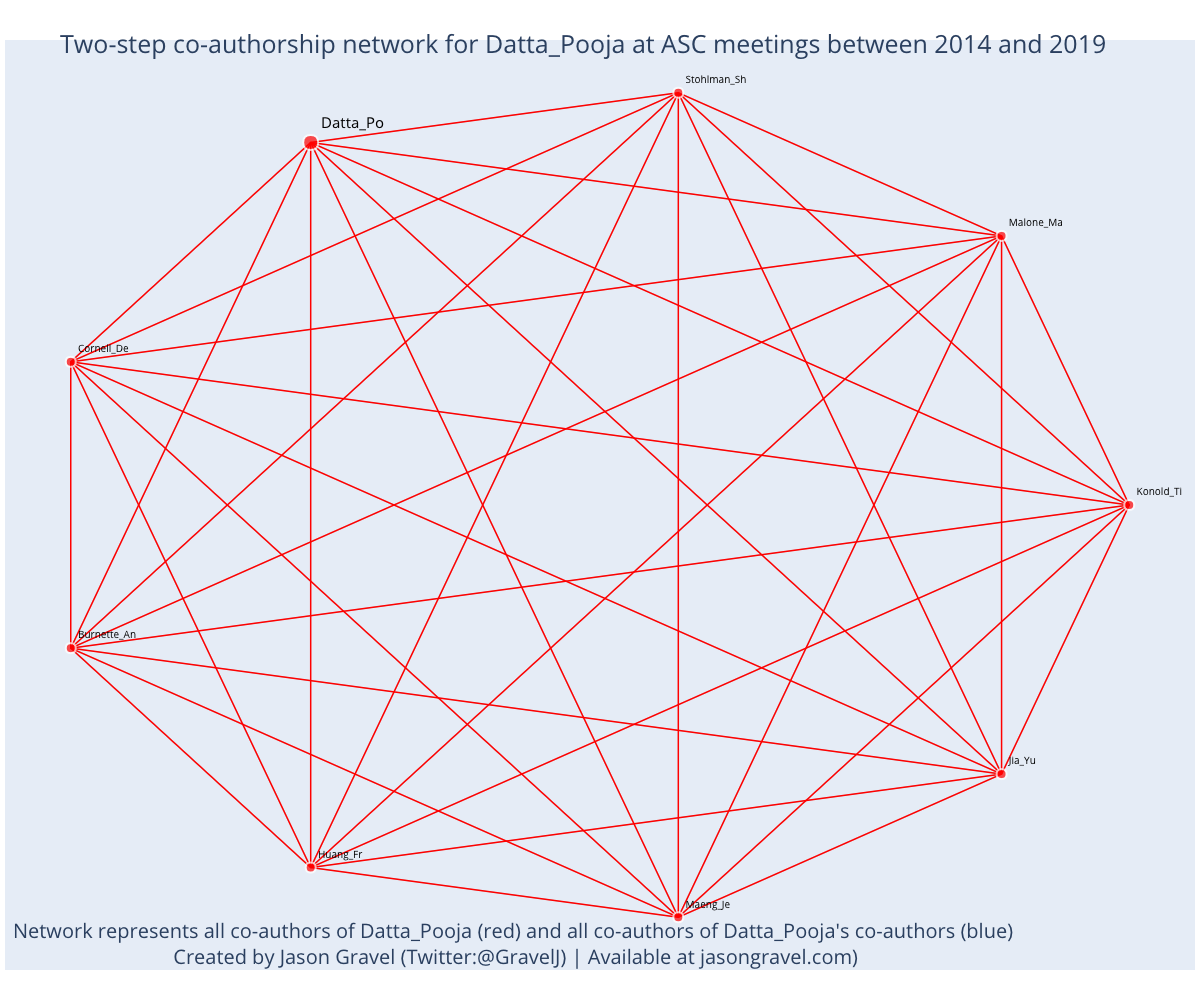 Two-step co-authorship network for Datta_Pooja at ASC meetings between 2014 and 2019
Stohlman_Sh
Datta_Po
Malone_Ma
Cornell_De
Konold_Ti
Burnette_An
Jia_Yu
Huang_Fr
Maeng_Je
Network represents all co-authors of Datta_Pooja (red) and all co-authors of Datta_Pooja's co-authors (blue)
Created by Jason Gravel (Twitter:@GravelJ) | Available at jasongravel.com)